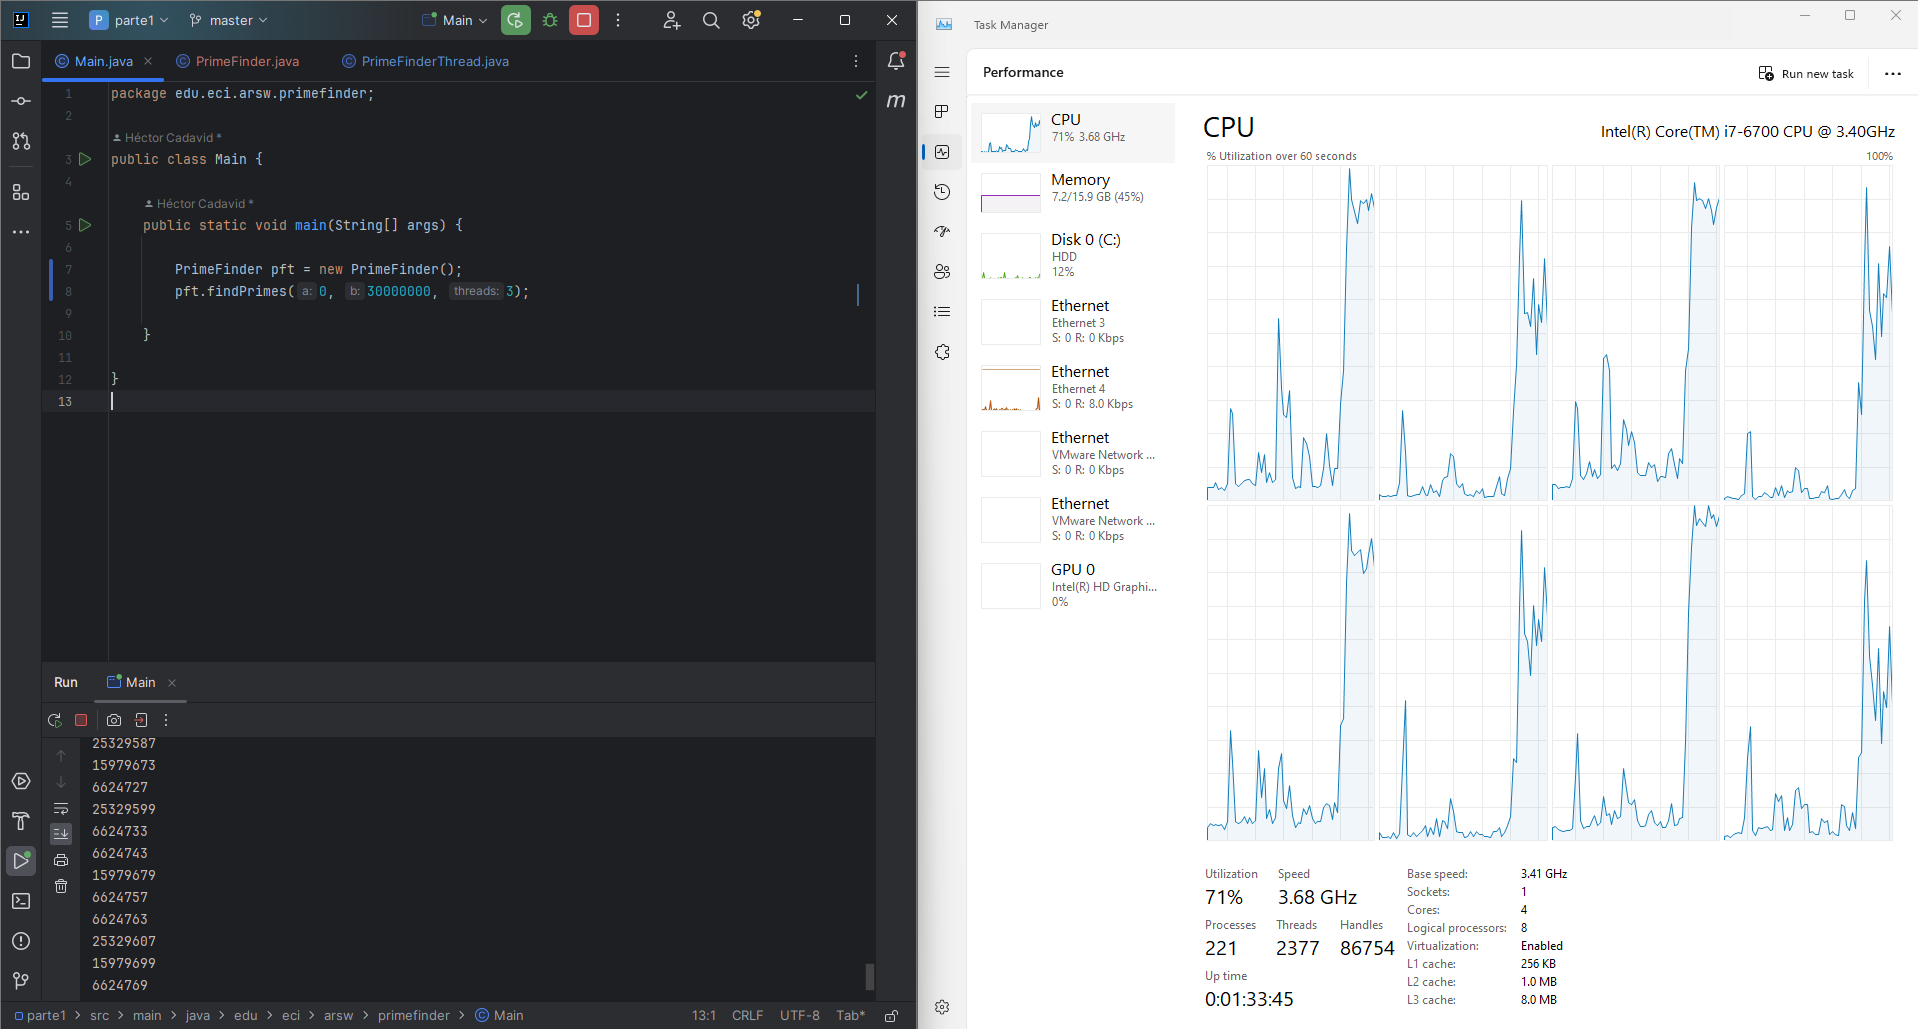 parte1
master
Main
Main.java
PrimeFinder.java
PrimeFinderThread.java
1 package edu.eci.arsw.primefinder;
2
Héctor Cadavid *
3 public class Main {
4
Héctor Cadavid *
5 public static void main(String[] args) {
6
7 PrimeFinder pft = new PrimeFinder();
8 pft.findPrimes( a: 0, b: 30000000, threads: 3);
9
10 }
11
12 }
13
Run
Main
25329587
15979673
6624727
25329599
6624733
6624743
15979679
6624757
6624763
25329607
15979699
6624769
parte1 > src > main > java > edu > eci > arsw > primefinder > Main
13:1 CRLF UTF-8 Tab*
Task Manager
Performance
Run new task
CPU
71% 3.68 GHz
Memory
7.2/15.9 GB (45%)
Disk 0 (C:)
HDD
12%
Ethernet
Ethernet 3
S: 0 R: 0 Kbps
Ethernet
Ethernet 4
S: 0 R: 8.0 Kbps
Ethernet
VMware Network ...
S: 0 R: 0 Kbps
Ethernet
VMware Network ...
S: 0 R: 0 Kbps
GPU 0
Intel(R) HD Graphi...
0%
CPU
Intel(R) Core(TM) i7-6700 CPU @ 3.40GHz
% Utilization over 60 seconds
100%
Utilization
71%
Speed
3.68 GHz
Processes
221
Threads
2377
Handles
86754
Up time
0:01:33:45
Base speed: 3.41 GHz
Sockets: 1
Cores: 4
Logical processors: 8
Virtualization: Enabled
L1 cache: 256 KB
L2 cache: 1.0 MB
L3 cache: 8.0 MB